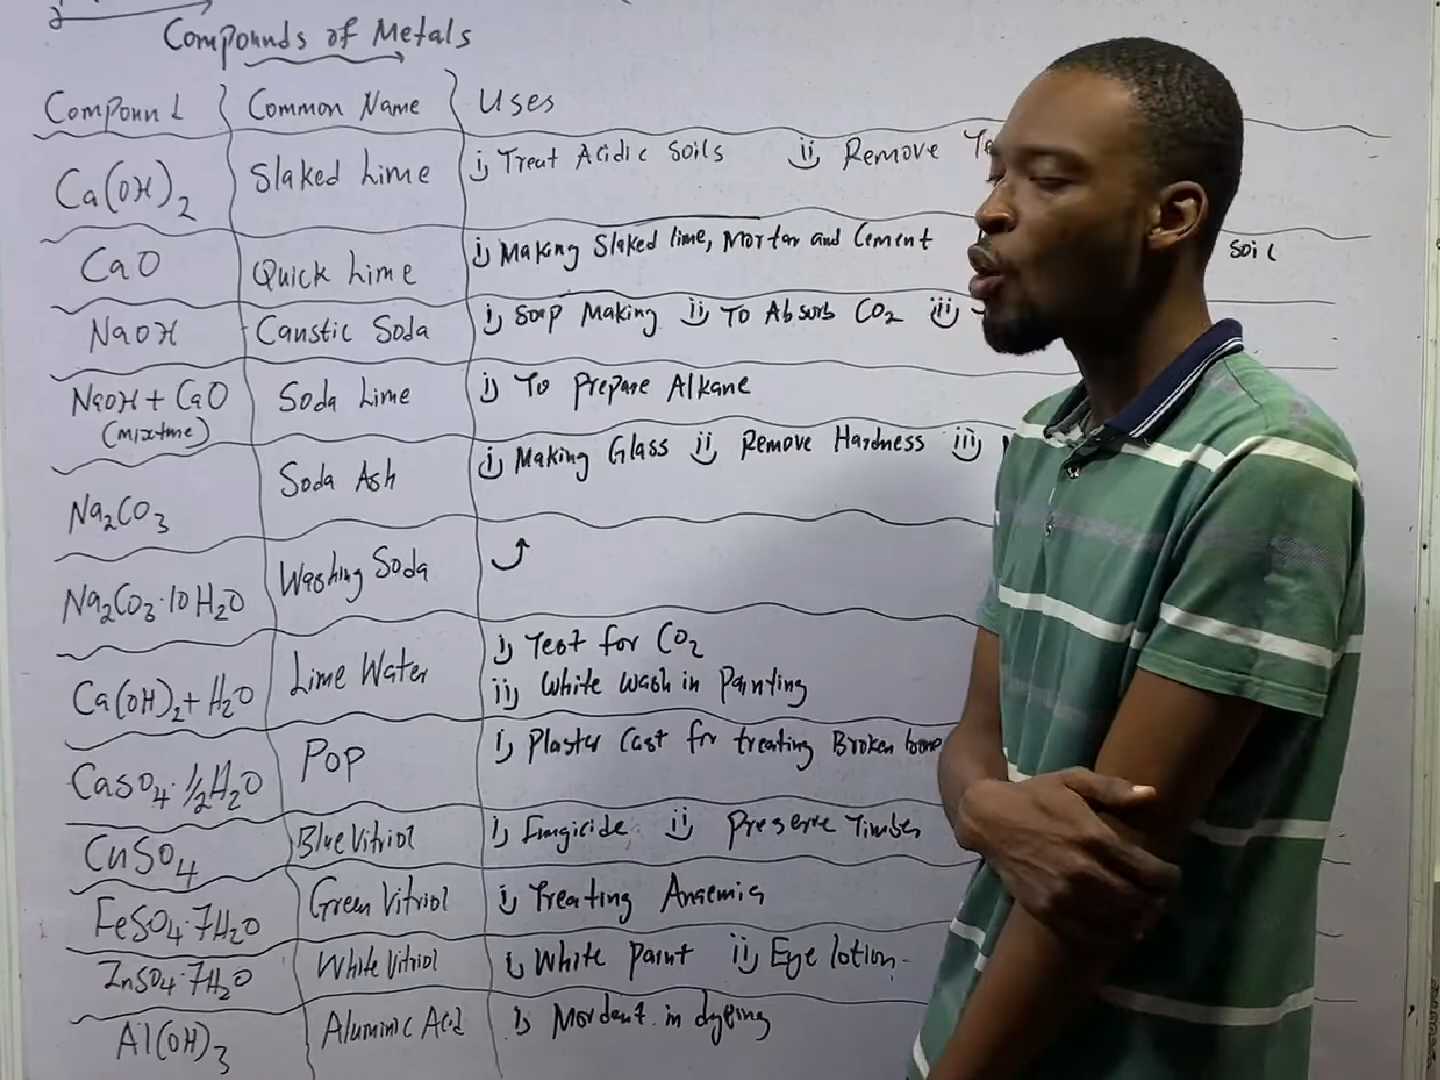 Compounds of Metals
Compound Common Name Uses
Ca(OH)2 Slaked Lime i) Treat Acidic Soils ii) Remove
CaO Quick Lime i) Making Slaked lime, Mortar and Cement soil
NaOH Caustic Soda i) Soap Making ii) To Absorb CO2 iii)
NaOH + CaO Soda Lime i) To Prepare Alkane
(mixture)
Na2CO3 Soda Ash i) Making Glass ii) Remove Hardness iii)
Na2CO3·10H2O Washing Soda
Ca(OH)2 + H2O Lime Water i) Test for CO2
ii) White wash in Painting
CaSO4·1/2H2O POP i) Plaster Cast for treating Broken bone
CuSO4 Blue Vitriol i) Fungicide ii) Preserve Timber
FeSO4·7H2O Green Vitriol i) Treating Anaemia
ZnSO4·7H2O White Vitriol i) White Paint ii) Eye lotion
Al(OH)3 Aluminic Acid i) Mordant in dyeing